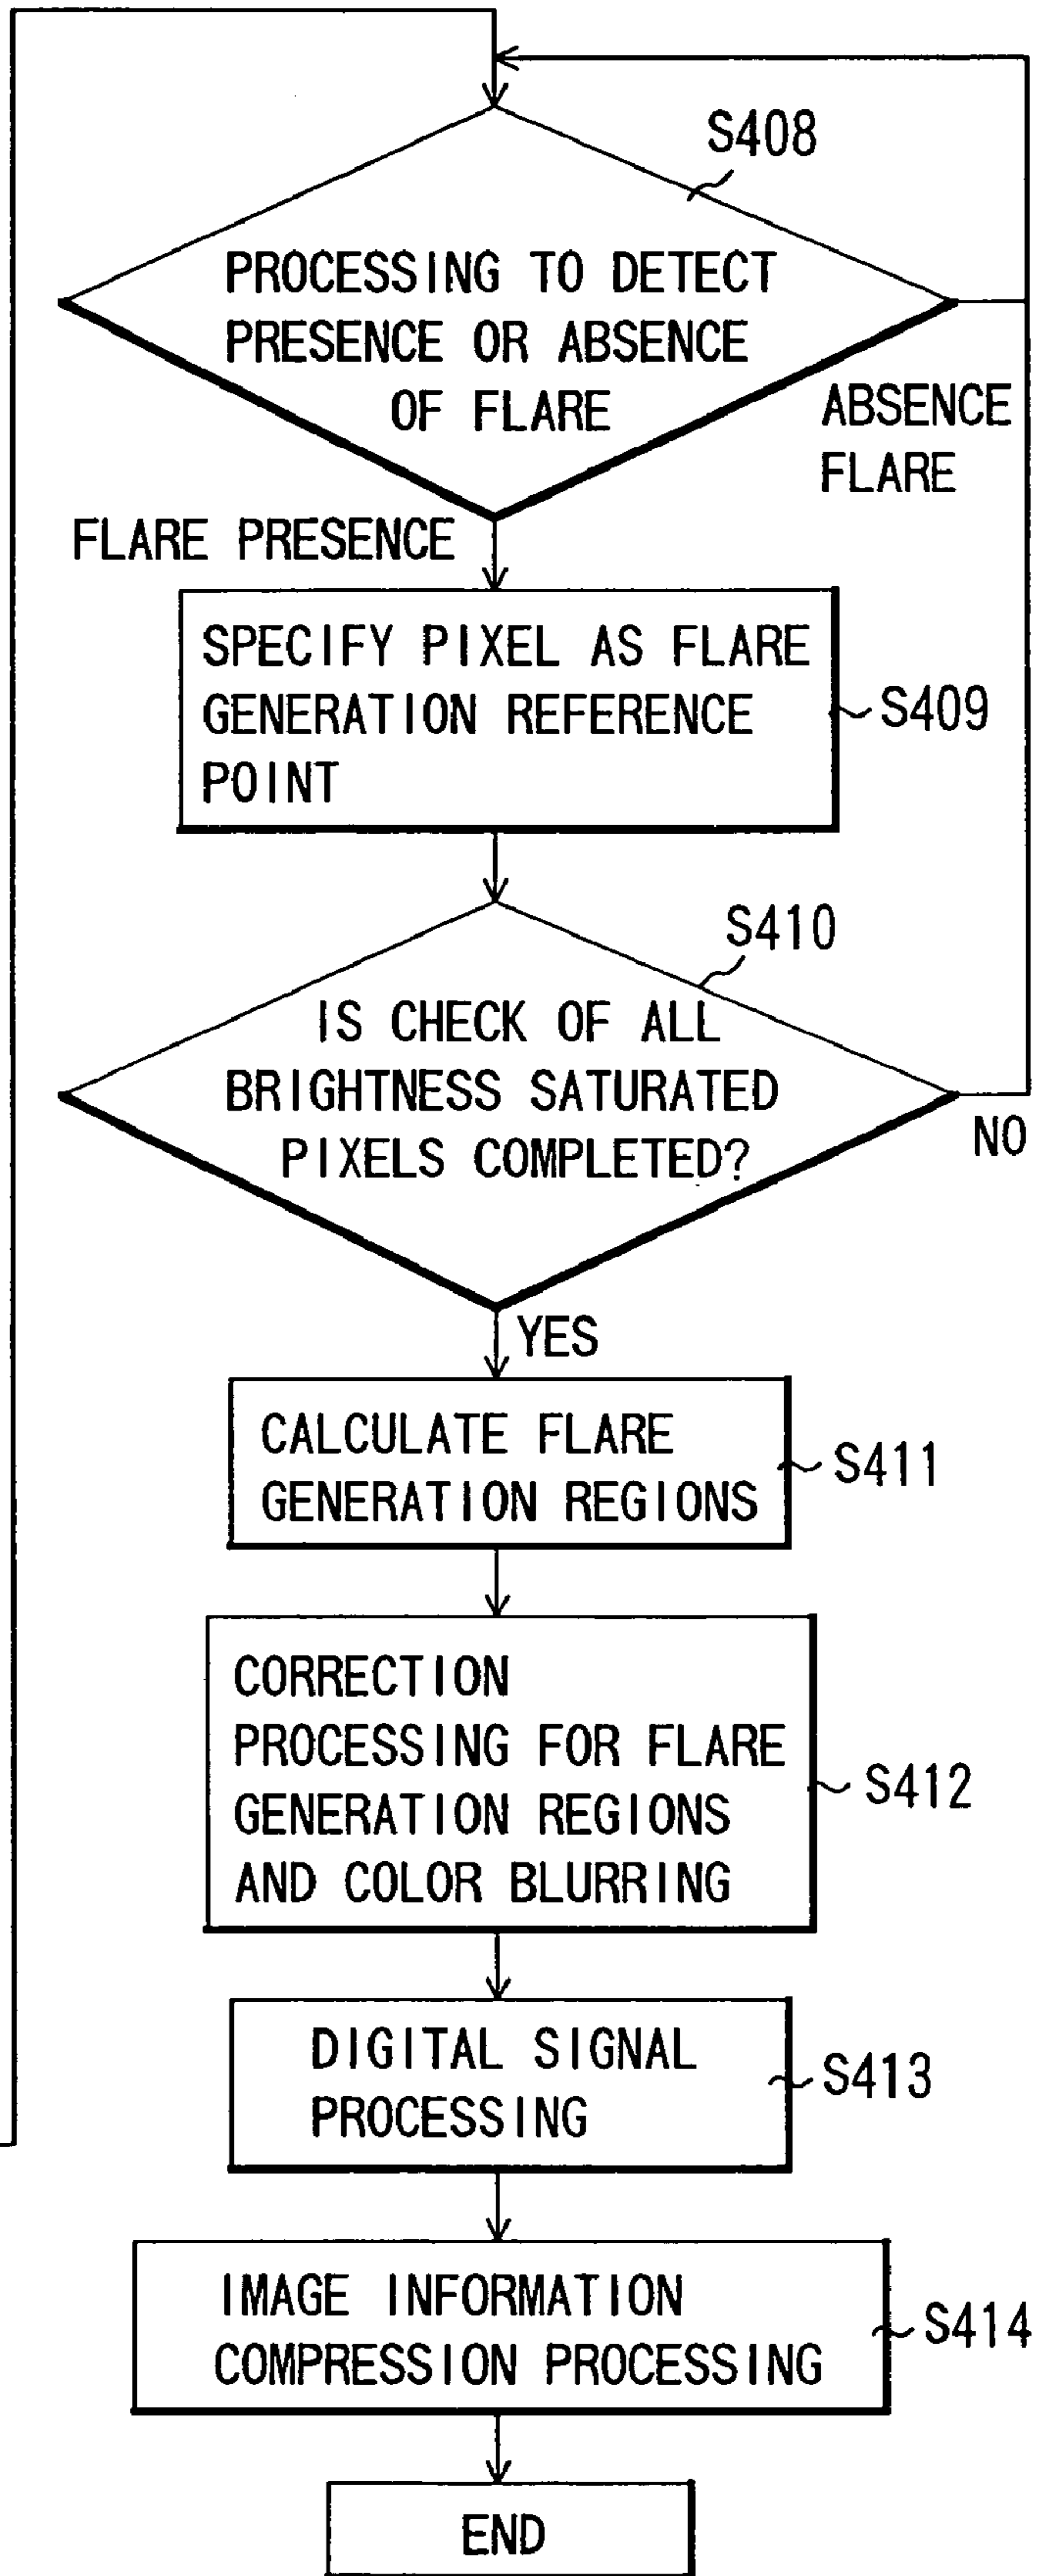 S408
PROCESSING TO DETECT
PRESENCE OR ABSENCE
OF FLARE
ABSENCE
FLARE
FLARE PRESENCE
SPECIFY PIXEL AS FLARE
GENERATION REFERENCE
POINT
S409
S410
IS CHECK OF ALL
BRIGHTNESS SATURATED
PIXELS COMPLETED?
NO
YES
CALCULATE FLARE
GENERATION REGIONS
S411
CORRECTION
PROCESSING FOR FLARE
GENERATION REGIONS
AND COLOR BLURRING
S412
DIGITAL SIGNAL
PROCESSING
S413
IMAGE INFORMATION
COMPRESSION PROCESSING
S414
END